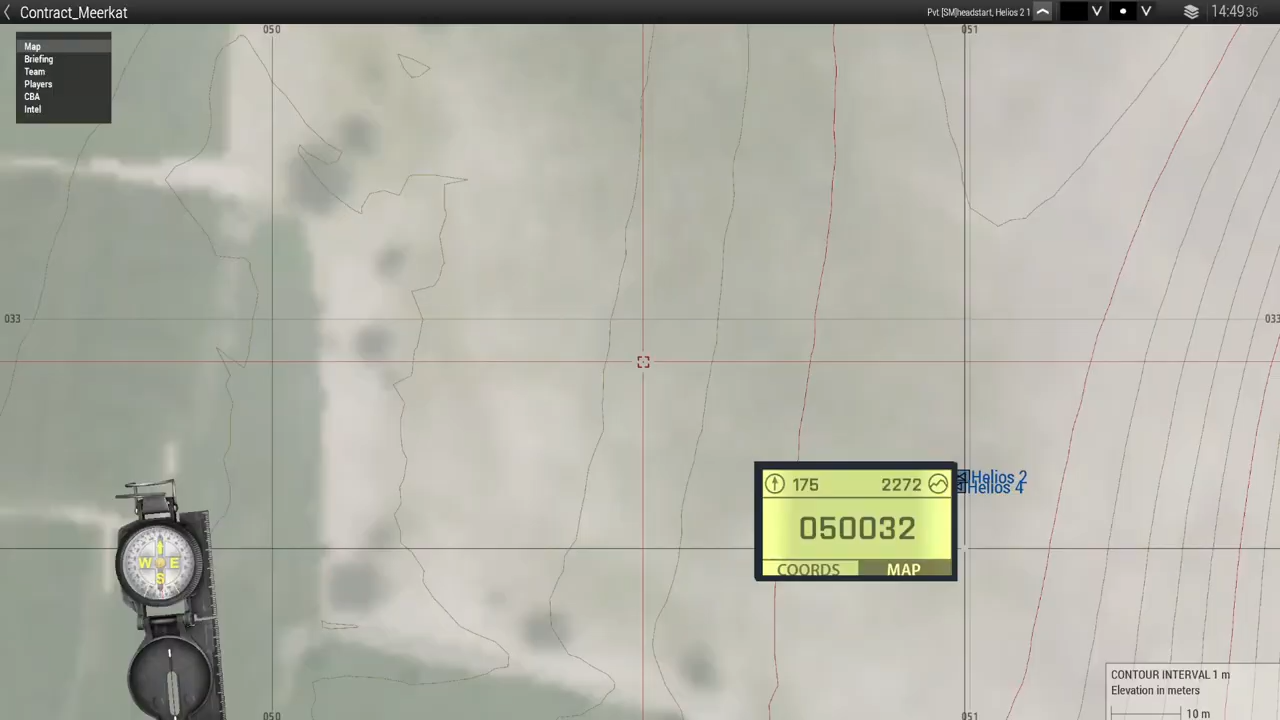 Contract_Meerkat
Pvt [SM]headstart, Helios 2 1
14:49 36
050
051
Map
Briefing
Team
Players
CBA
Intel
033
033
Helios 2
Helios 4
175
2272
050032
COORDS
MAP
W
E
S
CONTOUR INTERVAL 1 m
Elevation in meters
10 m
050
051